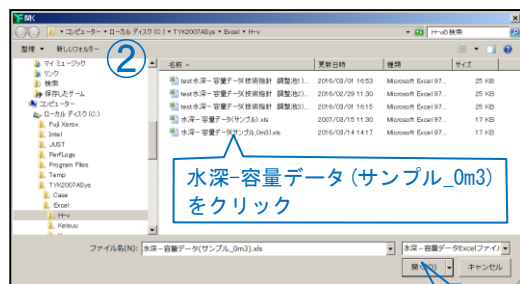 YMK
▪ コンピューター ▪ ローカル ディスク (C:) ▪ TYK2007ASys ▪ Excel ▪ H-v
H-vの検索
整理 ▾ 新しいフォルダー
②
名前
更新日時
種類
サイズ
マイ ミュージック
リンク
検索
保存したゲーム
コンピューター
ローカル ディスク (C:)
Fuji Xerox
Intel
JUST
PerfLogs
Program Files
Temp
TYK2007ASys
Case
Excel
H-v
Keisuu
test水深－容量データ(技術指針 調整池1)... 2016/03/01 16:53 Microsoft Excel 97... 25 KB
test水深－容量データ(技術指針 調整池2)... 2016/02/29 11:30 Microsoft Excel 97... 25 KB
test水深－容量データ(技術指針 調整池3)... 2016/03/01 16:15 Microsoft Excel 97... 25 KB
水深－容量データ(サンプル).xls 2007/03/15 11:30 Microsoft Excel 97... 17 KB
水深－容量データ(サンプル_0m3).xls 2016/03/14 14:17 Microsoft Excel 97... 17 KB
水深-容量データ(サンプル_0m3)
をクリック
ファイル名(N): 水深－容量データ(サンプル_0m3).xls
水深－容量データExcelファイル
開く(O)
キャンセル